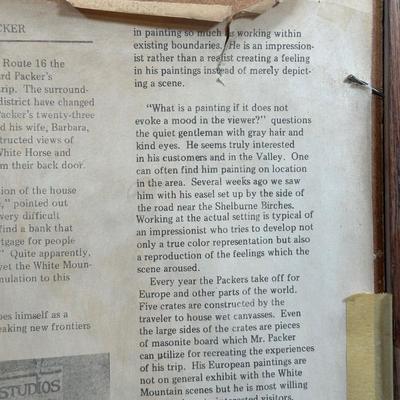 CKER
Route 16 the
rd Packer's
trip. The surround-
district have changed
Packer's twenty-three
d his wife, Barbara,
tructed views of
White Horse and
m their back door.
ion of the house
," pointed out
very difficult
find a bank that
tgage for people
" Quite apparently,
yet the White Moun-
mulation to this
bes himself as a
eaking new frontiers
STUDIOS
in painting so much as working within
existing boundaries. He is an impression-
ist rather than a realist creating a feeling
in his paintings instead of merely depict-
ing a scene.
"What is a painting if it does not
evoke a mood in the viewer?" questions
the quiet gentleman with gray hair and
kind eyes. He seems truly interested
in his customers and in the Valley. One
can often find him painting on location
in the area. Several weeks ago we saw
him with his easel set up by the side of
the road near the Shelburne Birches.
Working at the actual setting is typical of
an impressionist who tries to develop not
only a true color representation but also
a reproduction of the feelings which the
scene aroused.
Every year the Packers take off for
Europe and other parts of the world.
Five crates are constructed by the
traveler to house wet canvasses. Even
the large sides of the crates are pieces
of masonite board which Mr. Packer
can utilize for recreating the experiences
of his trip. His European paintings are
not on general exhibit with the White
Mountain scenes but he is most willing
interested visitors.